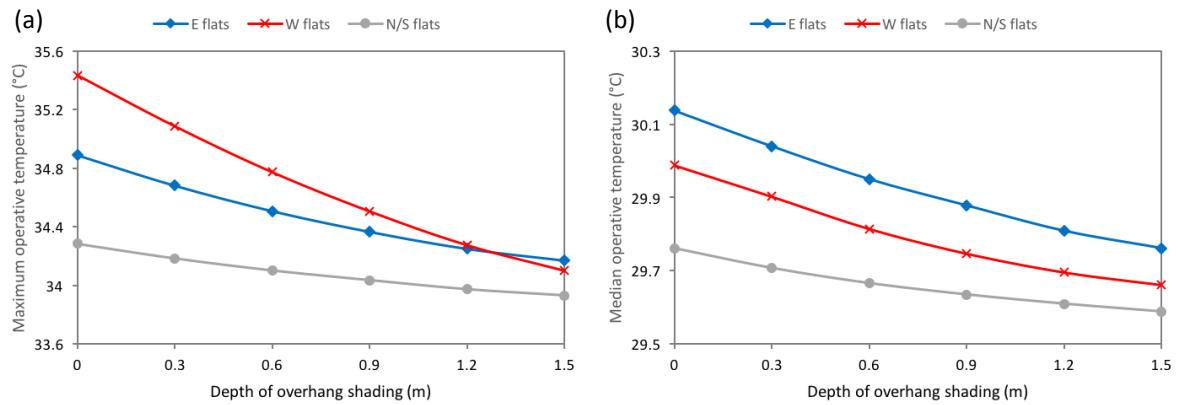 (a)
E flats W flats N/S flats
Maximum operative temperature (°C)
35.6
35.2
34.8
34.4
34
33.6
0 0.3 0.6 0.9 1.2 1.5
Depth of overhang shading (m)
(b)
E flats W flats N/S flats
Median operative temperature (°C)
30.3
30.1
29.9
29.7
29.5
0 0.3 0.6 0.9 1.2 1.5
Depth of overhang shading (m)